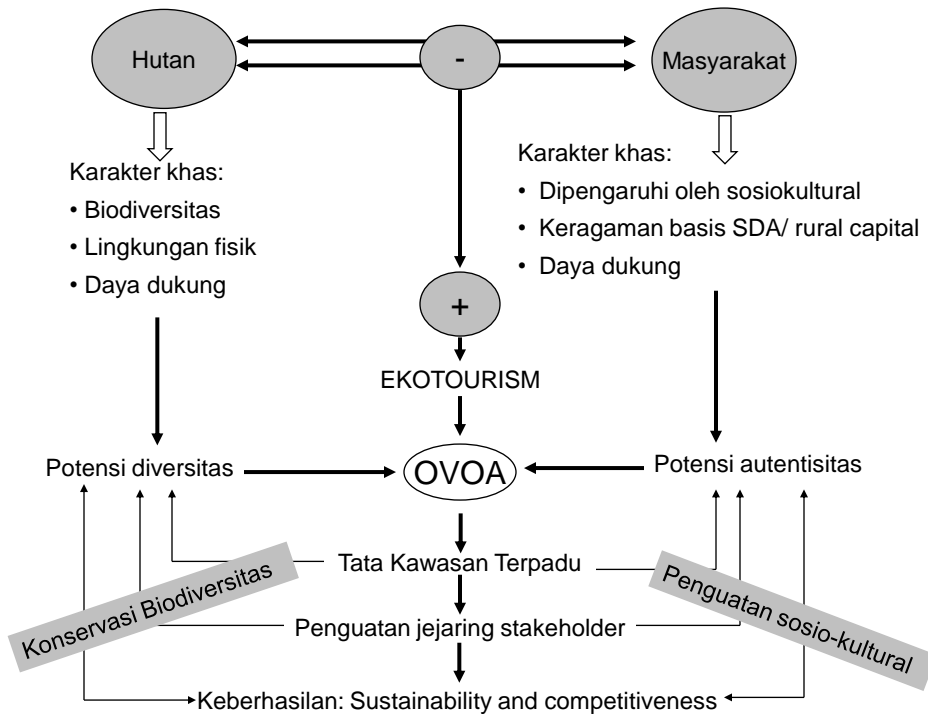 Hutan
-
Masyarakat
Karakter khas:
• Biodiversitas
• Lingkungan fisik
• Daya dukung
Karakter khas:
• Dipengaruhi oleh sosiokultural
• Keragaman basis SDA/ rural capital
• Daya dukung
+
EKOTOURISM
Potensi diversitas
OVOA
Potensi autentisitas
Tata Kawasan Terpadu
Konservasi Biodiversitas
Penguatan sosio-kultural
Penguatan jejaring stakeholder
Keberhasilan: Sustainability and competitiveness